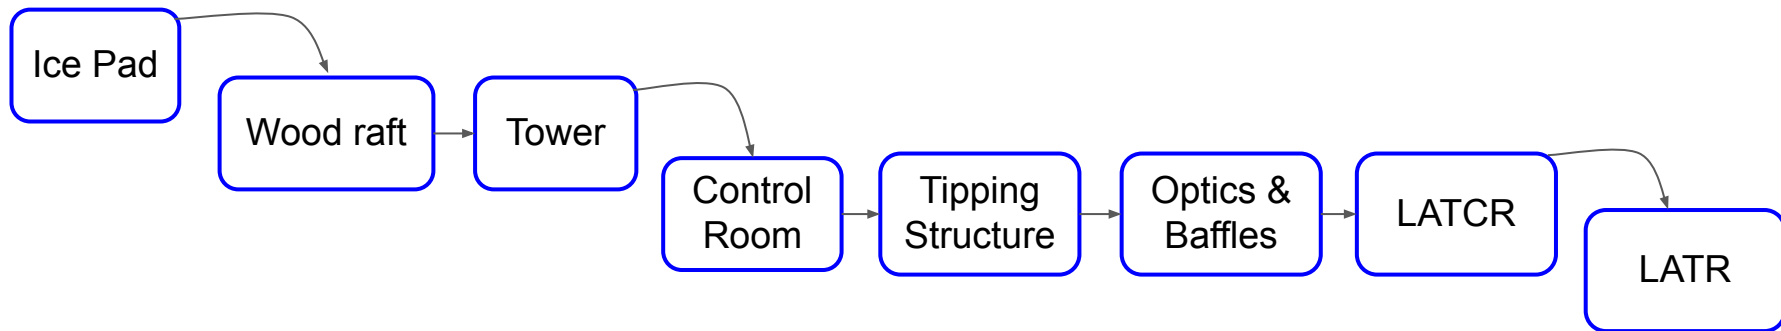 Ice Pad
Wood raft
Tower
Control
Room
Tipping
Structure
Optics &
Baffles
LATCR
LATR